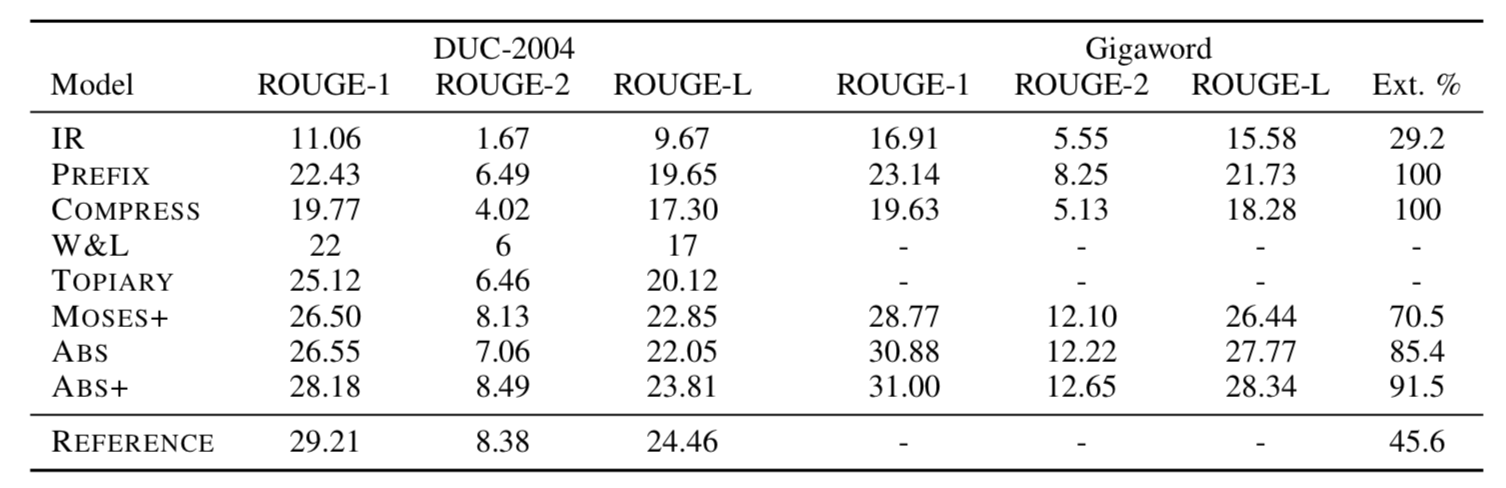 DUC-2004 Gigaword
Model ROUGE-1 ROUGE-2 ROUGE-L ROUGE-1 ROUGE-2 ROUGE-L Ext. %
IR 11.06 1.67 9.67 16.91 5.55 15.58 29.2
PREFIX 22.43 6.49 19.65 23.14 8.25 21.73 100
COMPRESS 19.77 4.02 17.30 19.63 5.13 18.28 100
W&L 22 6 17 - - - -
TOPIARY 25.12 6.46 20.12 - - - -
MOSES+ 26.50 8.13 22.85 28.77 12.10 26.44 70.5
ABS 26.55 7.06 22.05 30.88 12.22 27.77 85.4
ABS+ 28.18 8.49 23.81 31.00 12.65 28.34 91.5
REFERENCE 29.21 8.38 24.46 - - - 45.6